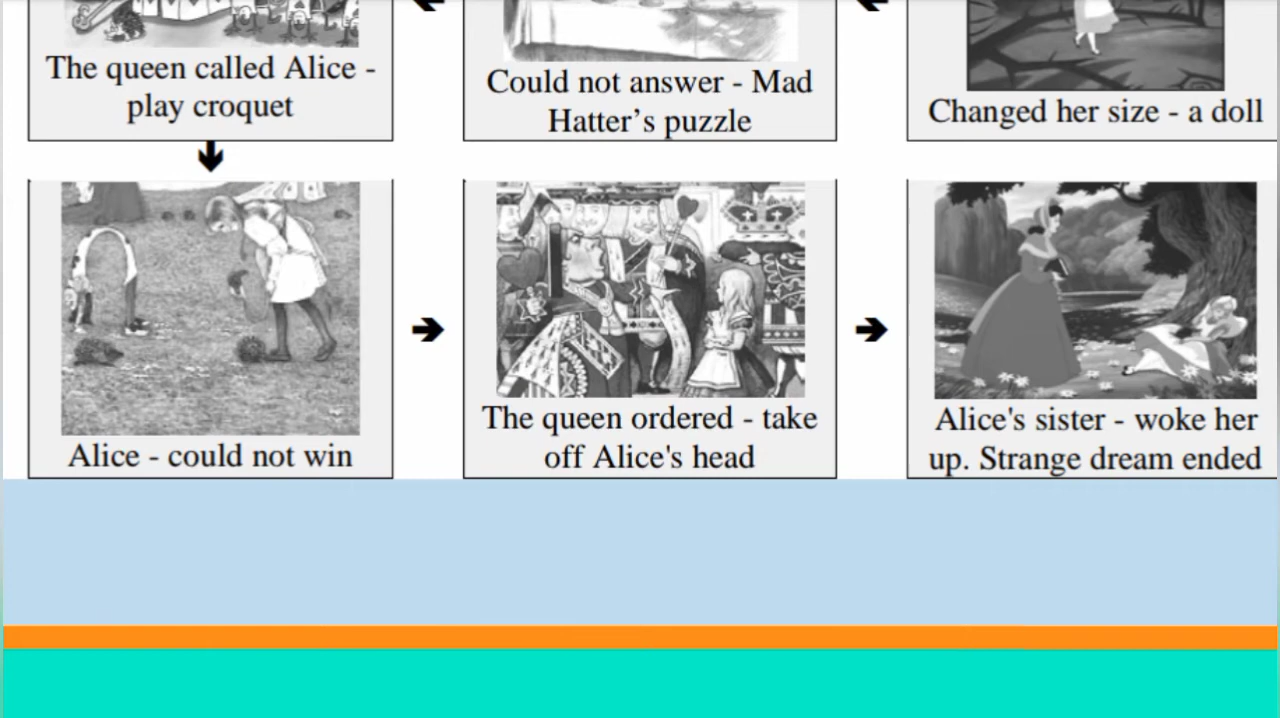 The queen called Alice -
play croquet
Could not answer - Mad
Hatter's puzzle
Changed her size - a doll
Alice - could not win
The queen ordered - take
off Alice's head
Alice's sister - woke her
up. Strange dream ended